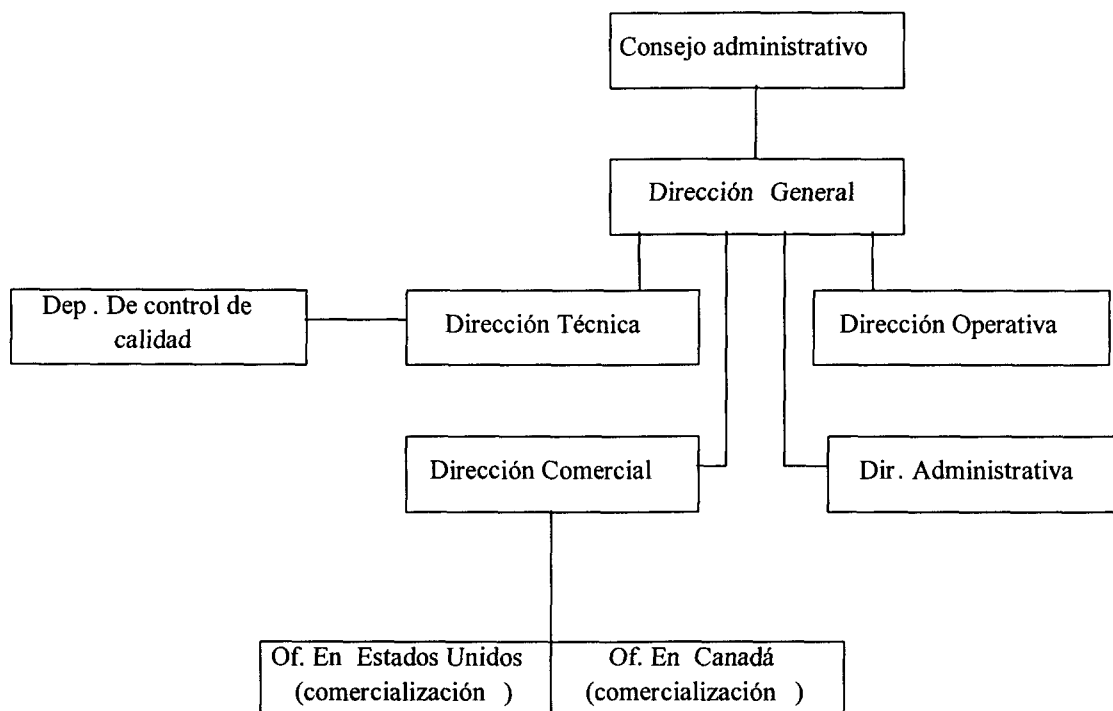 Consejo administrativo
Dirección General
Dep . De control de
calidad
Dirección Técnica
Dirección Operativa
Dirección Comercial
Dir . Administrativa
Of. En Estados Unidos
(comercialización )
Of. En Canadá
(comercialización )